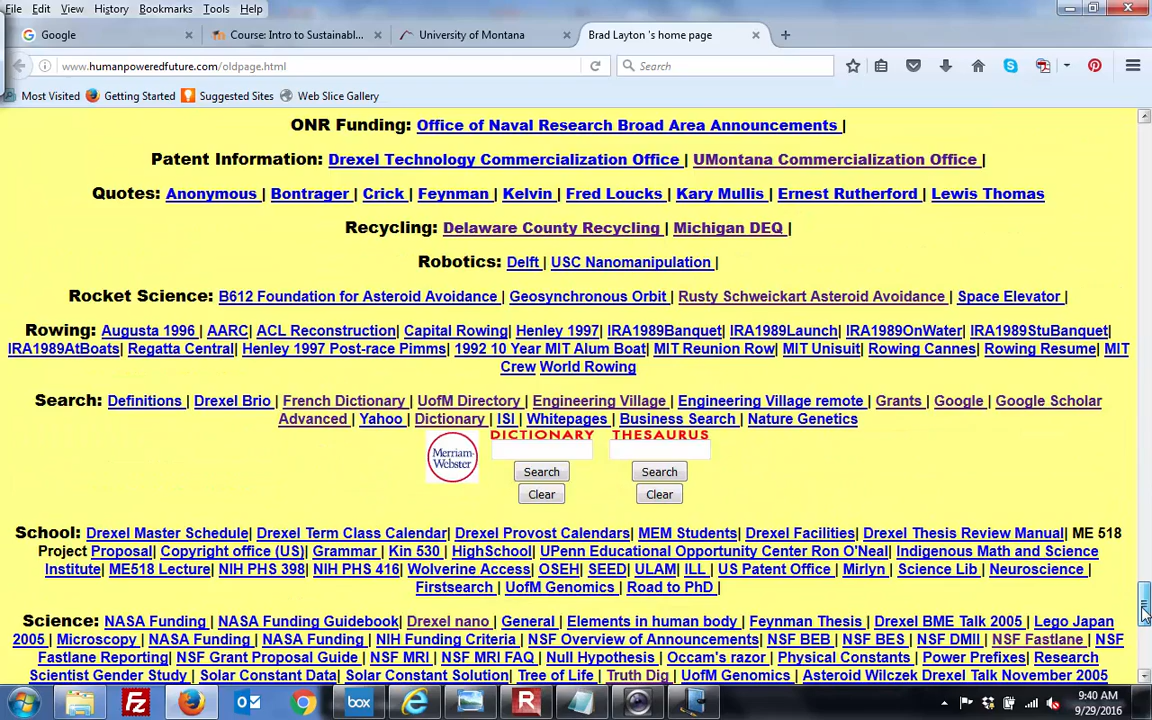 File Edit View History Bookmarks Tools Help
Google Course: Intro to Sustainabl... University of Montana Brad Layton 's home page
www.humanpoweredfuture.com/oldpage.html Search
Most Visited Getting Started Suggested Sites Web Slice Gallery
ONR Funding: Office of Naval Research Broad Area Announcements |
Patent Information: Drexel Technology Commercialization Office | UMontana Commercialization Office |
Quotes: Anonymous | Bontrager | Crick | Feynman | Kelvin | Fred Loucks | Kary Mullis | Ernest Rutherford | Lewis Thomas
Recycling: Delaware County Recycling | Michigan DEQ |
Robotics: Delft | USC Nanomanipulation |
Rocket Science: B612 Foundation for Asteroid Avoidance | Geosynchronous Orbit | Rusty Schweickart Asteroid Avoidance | Space Elevator |
Rowing: Augusta 1996 | AARC | ACL Reconstruction | Capital Rowing | Henley 1997 | IRA1989Banquet | IRA1989Launch | IRA1989OnWater | IRA1989StuBanquet |
IRA1989AtBoats | Regatta Central | Henley 1997 Post-race Pimms | 1992 10 Year MIT Alum Boat | MIT Reunion Row | MIT Unisuit | Rowing Cannes | Rowing Resume | MIT
Crew World Rowing
Search: Definitions | Drexel Brio | French Dictionary | UofM Directory | Engineering Village | Engineering Village remote | Grants | Google | Google Scholar
Advanced | Yahoo | Dictionary | ISI | Whitepages | Business Search | Nature Genetics
DICTIONARY THESAURUS
Merriam-
Webster
Search Search
Clear Clear
School: Drexel Master Schedule | Drexel Term Class Calendar | Drexel Provost Calendars | MEM Students | Drexel Facilities | Drexel Thesis Review Manual | ME 518
Project Proposal | Copyright office (US) | Grammar | Kin 530 | HighSchool | UPenn Educational Opportunity Center Ron O'Neal | Indigenous Math and Science
Institute | ME518 Lecture | NIH PHS 398 | NIH PHS 416 | Wolverine Access | OSEH | SEED | ULAM | ILL | US Patent Office | Mirlyn | Science Lib | Neuroscience |
Firstsearch | UofM Genomics | Road to PhD |
Science: NASA Funding | NASA Funding Guidebook | Drexel nano | General | Elements in human body | Feynman Thesis | Drexel BME Talk 2005 | Lego Japan
2005 | Microscopy | NASA Funding | NASA Funding | NIH Funding Criteria | NSF Overview of Announcements | NSF BEB | NSF BES | NSF DMII | NSF Fastlane | NSF
Fastlane Reporting | NSF Grant Proposal Guide | NSF MRI | NSF MRI FAQ | Null Hypothesis | Occam's razor | Physical Constants | Power Prefixes | Research
Scientist Gender Study | Solar Constant Data | Solar Constant Solution | Tree of Life | Truth Dig | UofM Genomics | Asteroid Wilczek Drexel Talk November 2005
box 9:40 AM
9/29/2016